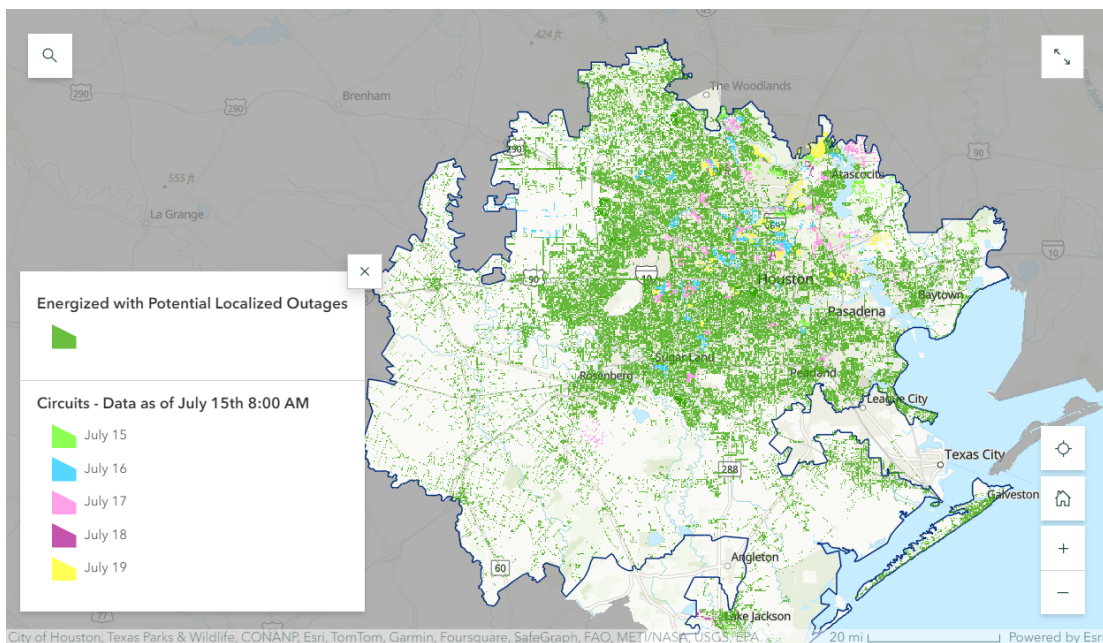 45
424 ft
The Woodlands
290
Brenham
290
290
90
Atascocita
555 ft
La Grange
69
10
90
10
Houston
Baytown
Pasadena
Energized with Potential Localized Outages
Sugar Land
Rosenberg
Pearland
Circuits - Data as of July 15th 8:00 AM
League City
July 15
Texas City
July 16
288
Galveston
July 17
July 18
Angleton
July 19
60
+
−
77
Lake Jackson
City of Houston, Texas Parks & Wildlife, CONANP, Esri, TomTom, Garmin, Foursquare, SafeGraph, FAO, METI/NASA, USGS, EPA
20 mi
Powered by Esri